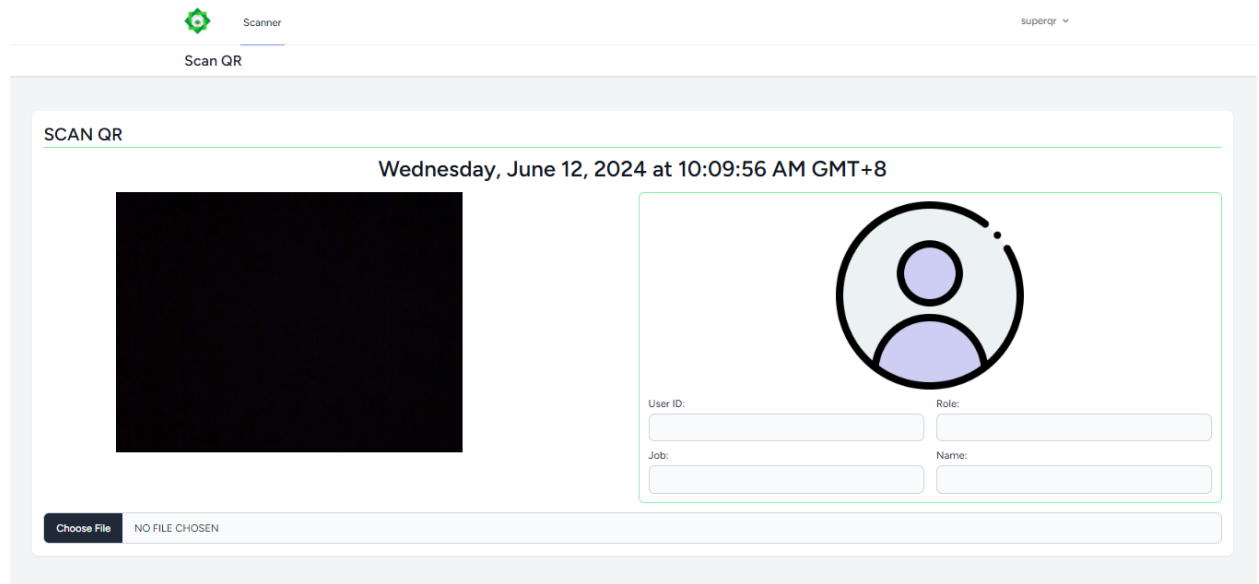 Scanner
superqr
Scan QR
SCAN QR
Wednesday, June 12, 2024 at 10:09:56 AM GMT+8
User ID:
Role:
Job:
Name:
Choose File NO FILE CHOSEN